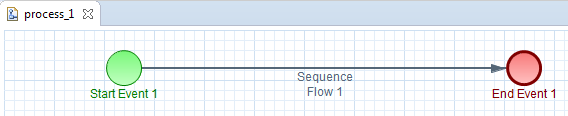 process_1
Start Event 1
Sequence
Flow 1
End Event 1